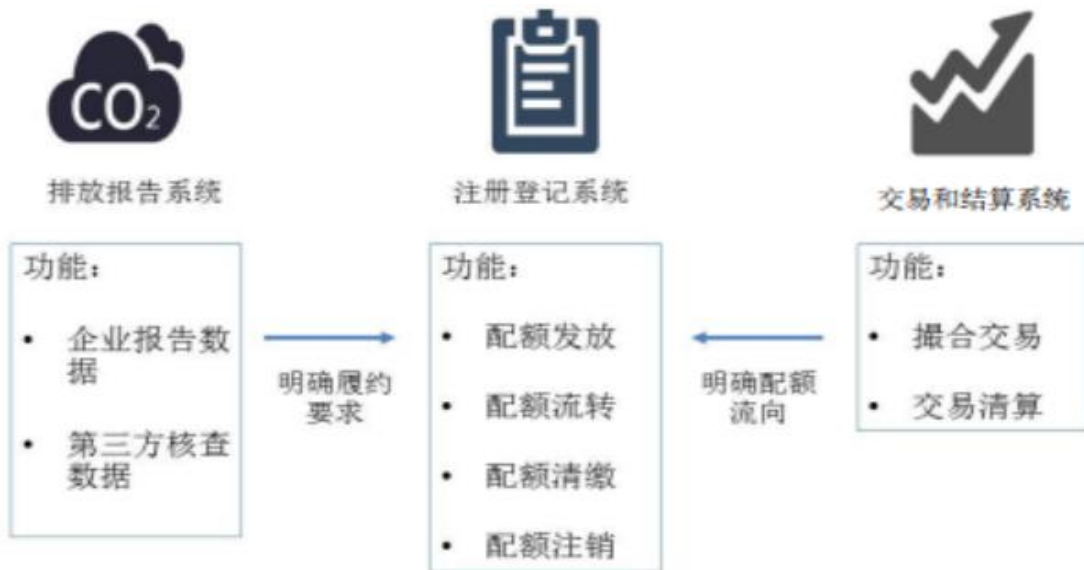 CO2
排放报告系统
注册登记系统
交易和结算系统
功能：
• 企业报告数
据
• 第三方核查
数据
明确履约
要求
功能：
• 配额发放
• 配额流转
• 配额清缴
• 配额注销
明确配额
流向
功能：
• 撮合交易
• 交易清算